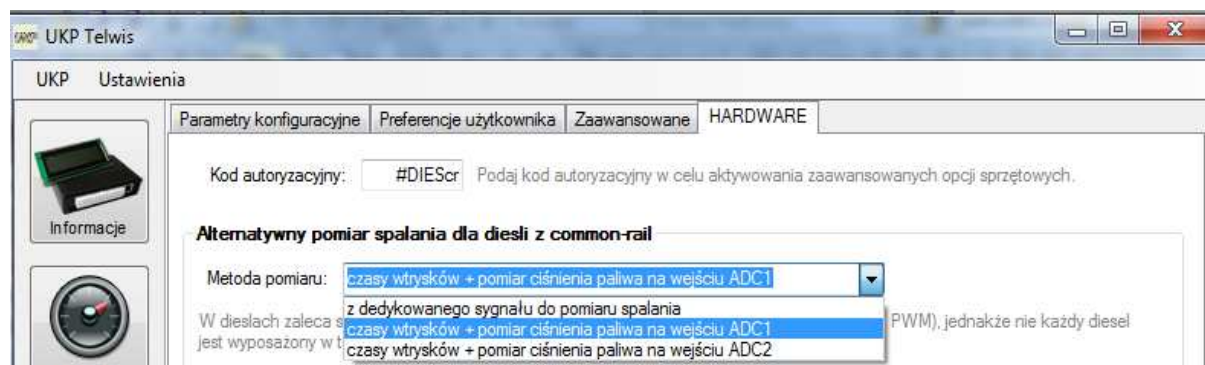 UKP Telwis
UKP Ustawienia
Parametry konfiguracyjne Preferencje użytkownika Zaawansowane HARDWARE
Kod autoryzacyjny: #DIEScr Podaj kod autoryzacyjny w celu aktywowania zaawansowanych opcji sprzętowych.
Informacje
Alternatywny pomiar spalania dla diesli z common-rail
Metoda pomiaru: czasy wtrysków + pomiar ciśnienia paliwa na wejściu ADC1
z dedykowanego sygnału do pomiaru spalania
czasy wtrysków + pomiar ciśnienia paliwa na wejściu ADC1
czasy wtrysków + pomiar ciśnienia paliwa na wejściu ADC2
W dieslach zaleca s PWM), jednakże nie każdy diesel
jest wyposażony w t